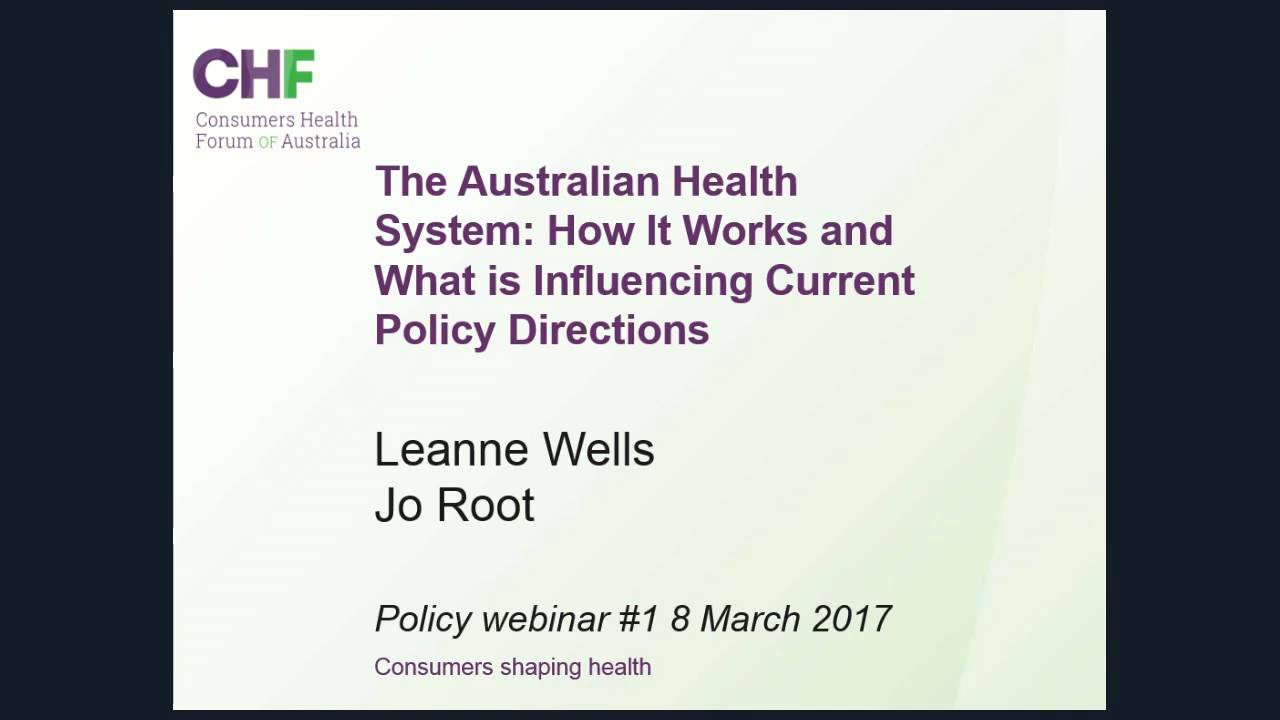 CHF
Consumers Health
Forum OF Australia
The Australian Health
System: How It Works and
What is Influencing Current
Policy Directions
Leanne Wells
Jo Root
Policy webinar #1 8 March 2017
Consumers shaping health